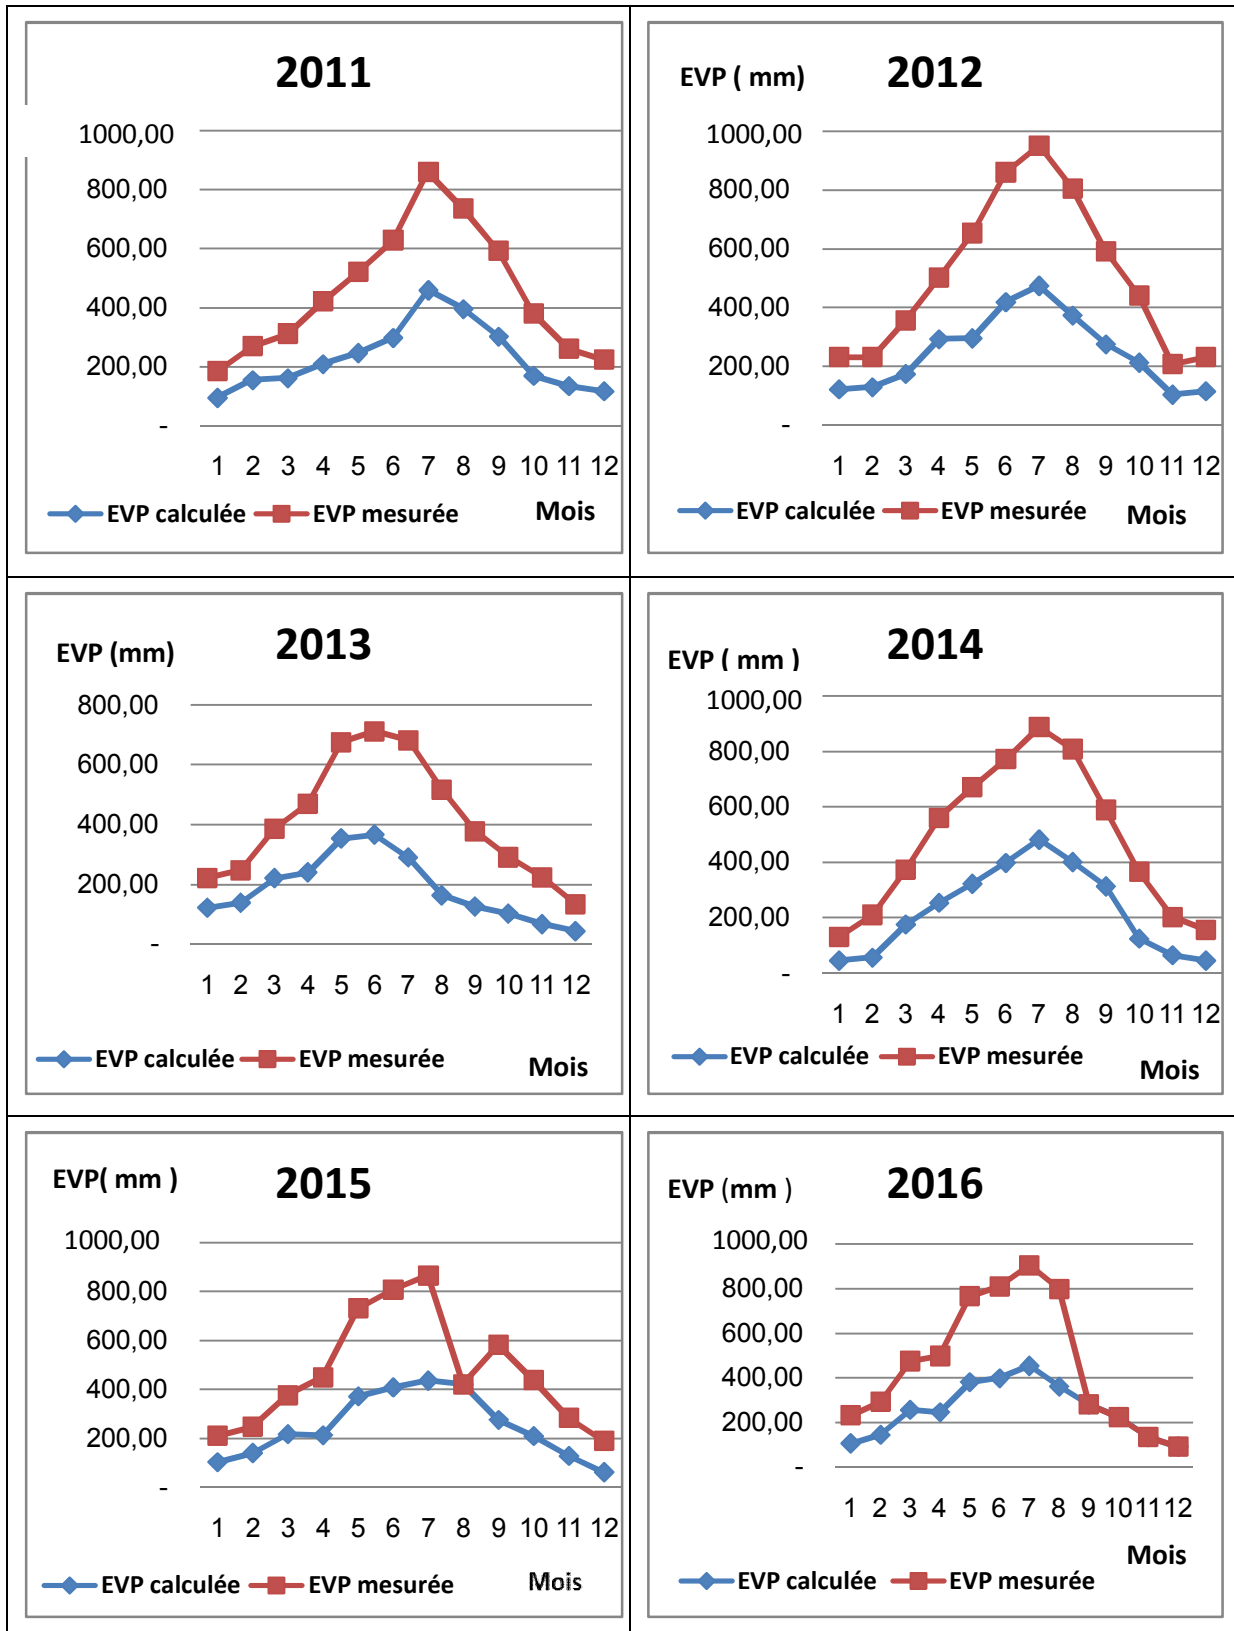 2011
1000,00
800,00
600,00
400,00
200,00
-
1 2 3 4 5 6 7 8 9 10 11 12
EVP calculée EVP mesurée Mois
EVP ( mm) 2012
1000,00
800,00
600,00
400,00
200,00
-
1 2 3 4 5 6 7 8 9 10 11 12
EVP calculée EVP mesurée Mois
EVP (mm) 2013
800,00
600,00
400,00
200,00
-
1 2 3 4 5 6 7 8 9 10 11 12
EVP calculée EVP mesurée Mois
EVP ( mm ) 2014
1000,00
800,00
600,00
400,00
200,00
-
1 2 3 4 5 6 7 8 9 10 11 12
EVP calculée EVP mesurée Mois
EVP( mm ) 2015
1000,00
800,00
600,00
400,00
200,00
-
1 2 3 4 5 6 7 8 9 10 11 12
EVP calculée EVP mesurée Mois
EVP (mm ) 2016
1000,00
800,00
600,00
400,00
200,00
-
1 2 3 4 5 6 7 8 9 10 11 12
Mois
EVP calculée EVP mesurée